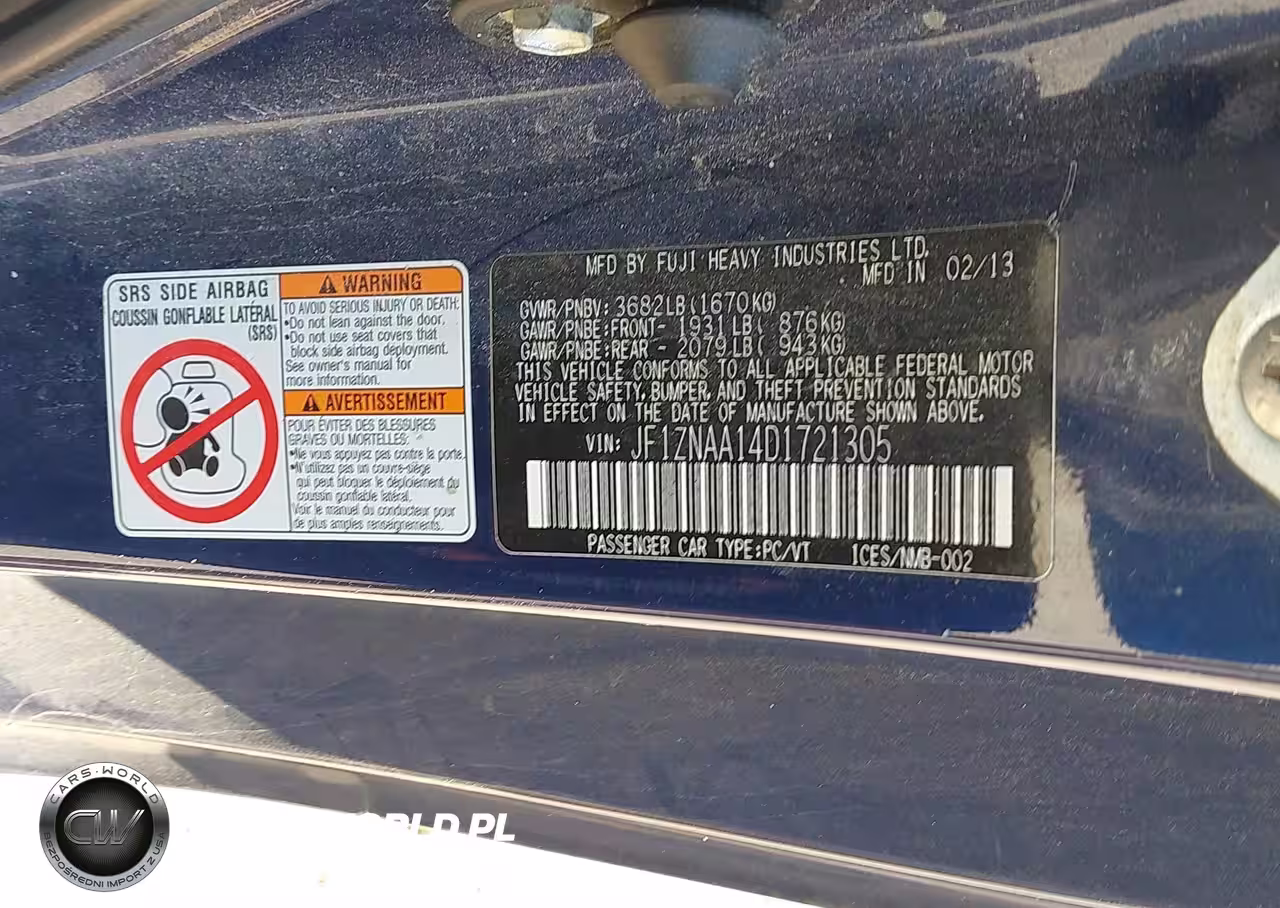 SRS SIDE AIRBAG
COUSSIN GONFLABLE LATÉRAL
(SRS)
WARNING
TO AVOID SERIOUS INJURY OR DEATH:
•Do not lean against the door.
•Do not use seat covers that
block side airbag deployment.
See owner's manual for
more information.
AVERTISSEMENT
POUR ÉVITER DES BLESSURES
GRAVES OU MORTELLES:
•Ne vous appuyez pas contre la porte.
•N'utilizez pas un couvre-siège
qui peut bloquer le déploiement du
coussin gonflable latéral.
Voir le manuel du conducteur pour
de plus amples renseignements.
MFD BY FUJI HEAVY INDUSTRIES LTD.
MFD IN 02/13
GVWR/PNBV: 3682LB(1670KG)
GAWR/PNBE:FRONT- 1931LB( 876KG)
GAWR/PNBE:REAR - 2079LB( 943KG)
THIS VEHICLE CONFORMS TO ALL APPLICABLE FEDERAL MOTOR
VEHICLE SAFETY, BUMPER, AND THEFT PREVENTION STANDARDS
IN EFFECT ON THE DATE OF MANUFACTURE SHOWN ABOVE.
VIN: JF1ZNAA14D1721305
PASSENGER CAR TYPE:PC/VT ICES/NMB-002
CARS-WORLD
CW
BEZPOŚREDNI IMPORT Z USA
WORLD.PL